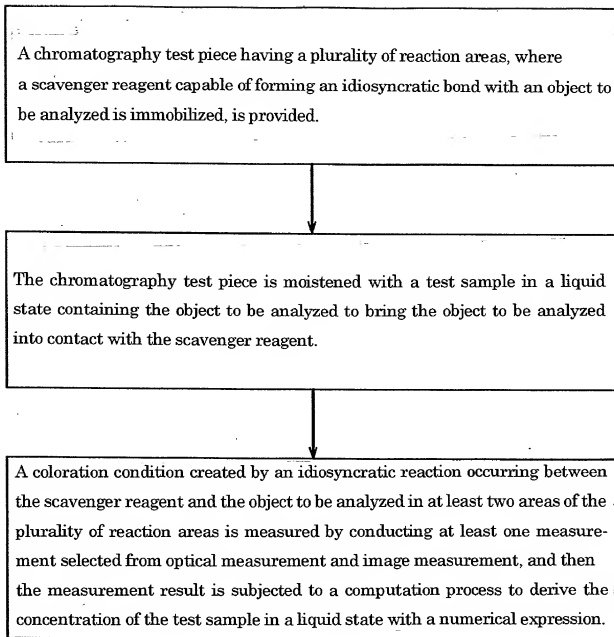 A chromatography test piece having a plurality of reaction areas, where
a scavenger reagent capable of forming an idiosyncratic bond with an object to
be analyzed is immobilized, is provided.
The chromatography test piece is moistened with a test sample in a liquid
state containing the object to be analyzed to bring the object to be analyzed
into contact with the scavenger reagent.
A coloration condition created by an idiosyncratic reaction occurring between
the scavenger reagent and the object to be analyzed in at least two areas of the
plurality of reaction areas is measured by conducting at least one measure-
ment selected from optical measurement and image measurement, and then
the measurement result is subjected to a computation process to derive the
concentration of the test sample in a liquid state with a numerical expression.